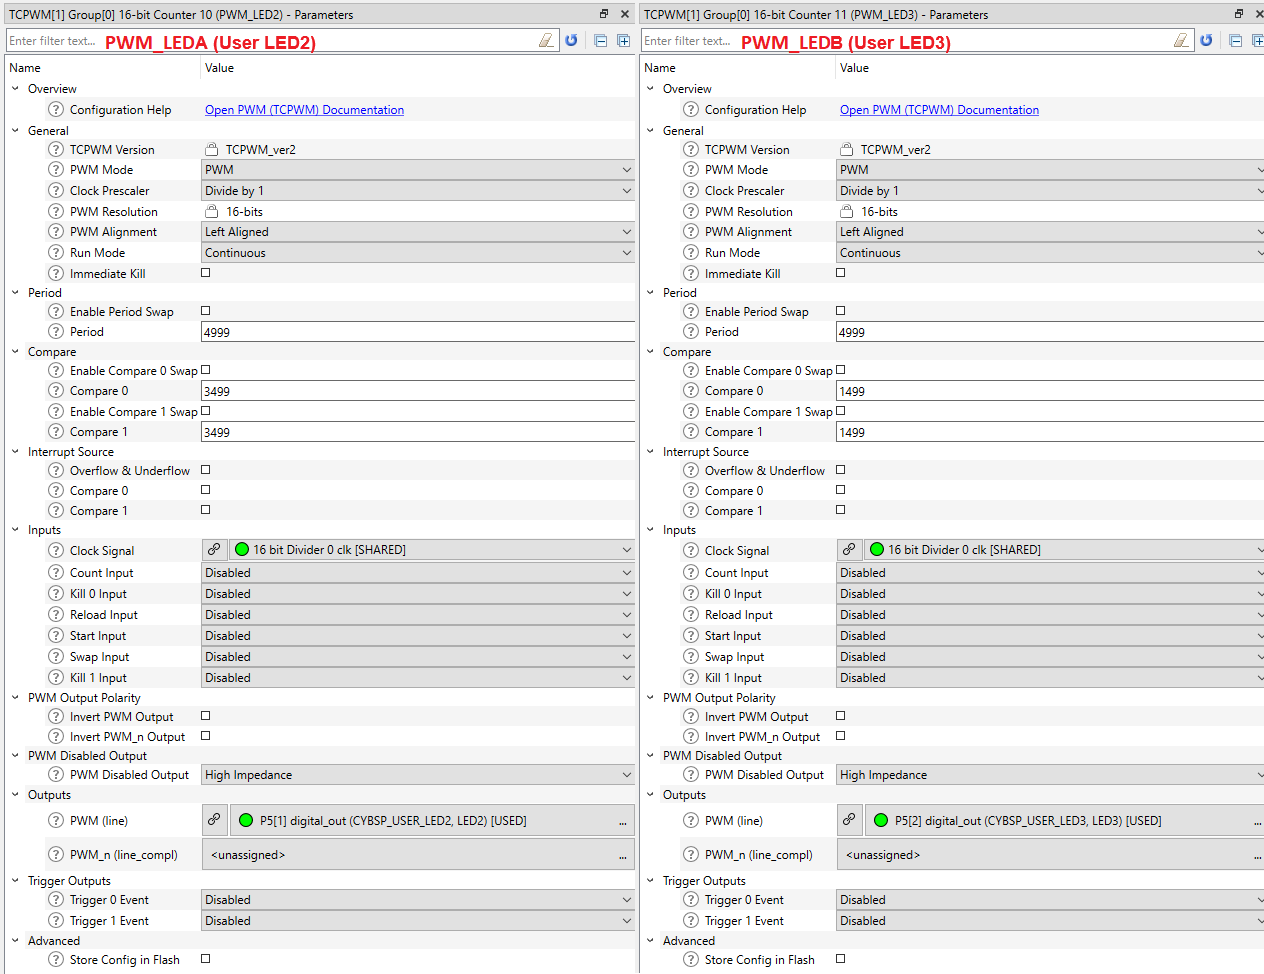 TCPWM[1] Group[0] 16-bit Counter 10 (PWM_LED2) - Parameters
Enter filter text... PWM_LEDA (User LED2)
Name Value
Overview
Configuration Help Open PWM (TCPWM) Documentation
General
TCPWM Version TCPWM_ver2
PWM Mode PWM
Clock Prescaler Divide by 1
PWM Resolution 16-bits
PWM Alignment Left Aligned
Run Mode Continuous
Immediate Kill
Period
Enable Period Swap
Period 4999
Compare
Enable Compare 0 Swap
Compare 0 3499
Enable Compare 1 Swap
Compare 1 3499
Interrupt Source
Overflow & Underflow
Compare 0
Compare 1
Inputs
Clock Signal 16 bit Divider 0 clk [SHARED]
Count Input Disabled
Kill 0 Input Disabled
Reload Input Disabled
Start Input Disabled
Swap Input Disabled
Kill 1 Input Disabled
PWM Output Polarity
Invert PWM Output
Invert PWM_n Output
PWM Disabled Output
PWM Disabled Output High Impedance
Outputs
PWM (line) P5[1] digital_out (CYBSP_USER_LED2, LED2) [USED] ...
PWM_n (line_compl) <unassigned> ...
Trigger Outputs
Trigger 0 Event Disabled
Trigger 1 Event Disabled
Advanced
Store Config in Flash
TCPWM[1] Group[0] 16-bit Counter 11 (PWM_LED3) - Parameters
Enter filter text... PWM_LEDB (User LED3)
Name Value
Overview
Configuration Help Open PWM (TCPWM) Documentation
General
TCPWM Version TCPWM_ver2
PWM Mode PWM
Clock Prescaler Divide by 1
PWM Resolution 16-bits
PWM Alignment Left Aligned
Run Mode Continuous
Immediate Kill
Period
Enable Period Swap
Period 4999
Compare
Enable Compare 0 Swap
Compare 0 1499
Enable Compare 1 Swap
Compare 1 1499
Interrupt Source
Overflow & Underflow
Compare 0
Compare 1
Inputs
Clock Signal 16 bit Divider 0 clk [SHARED]
Count Input Disabled
Kill 0 Input Disabled
Reload Input Disabled
Start Input Disabled
Swap Input Disabled
Kill 1 Input Disabled
PWM Output Polarity
Invert PWM Output
Invert PWM_n Output
PWM Disabled Output
PWM Disabled Output High Impedance
Outputs
PWM (line) P5[2] digital_out (CYBSP_USER_LED3, LED3) [USED] ...
PWM_n (line_compl) <unassigned> ...
Trigger Outputs
Trigger 0 Event Disabled
Trigger 1 Event Disabled
Advanced
Store Config in Flash